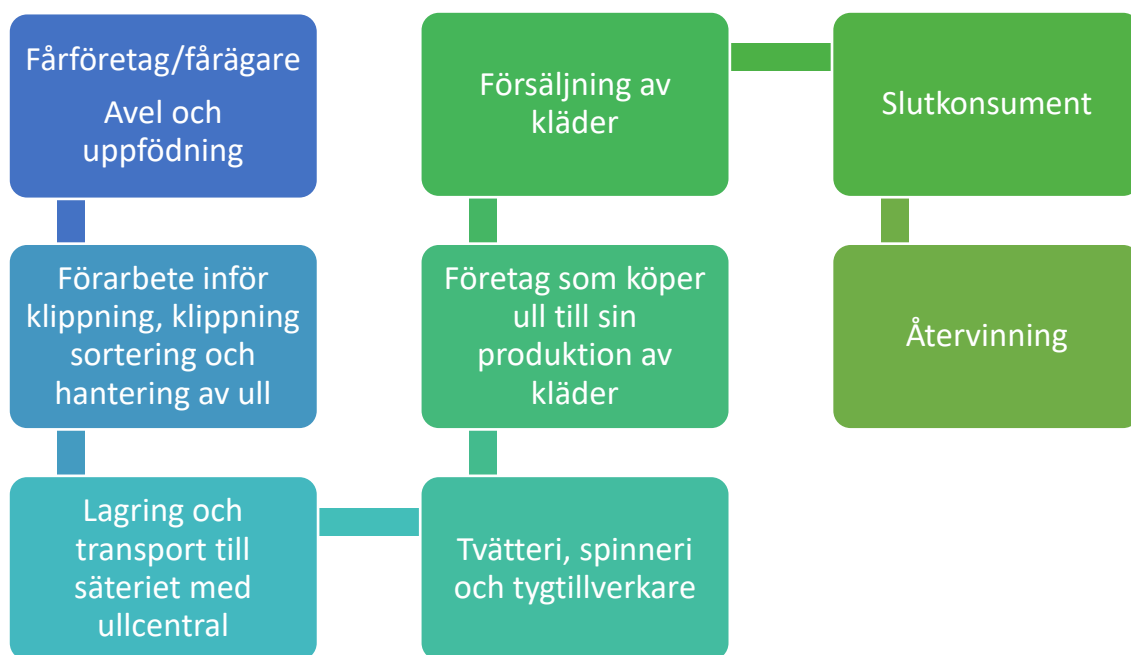 Fårföretag/fårägare
Avel och
uppfödning
Förarbete inför
klippning, klippning
sortering och
hantering av ull
Lagring och
transport till
säteriet med
ullcentral
Tvätteri, spinneri
och tygtillverkare
Företag som köper
ull till sin
produktion av
kläder
Försäljning av
kläder
Slutkonsument
Återvinning